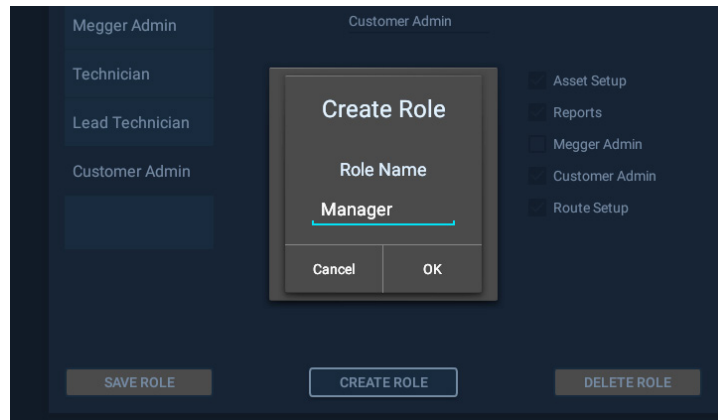 Megger Admin
Technician
Lead Technician
Customer Admin
Customer Admin
Create Role
Role Name
Manager
Cancel
OK
Asset Setup
Reports
Megger Admin
Customer Admin
Route Setup
SAVE ROLE
CREATE ROLE
DELETE ROLE